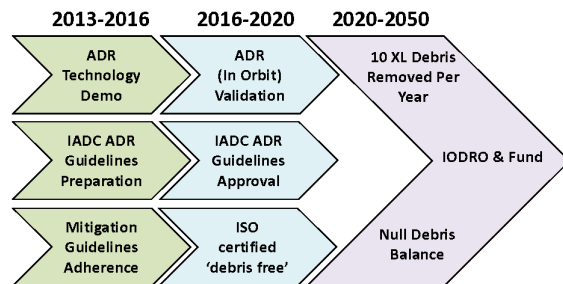 2013-2016 2016-2020 2020-2050
ADR
Technology
Demo
ADR
(In Orbit)
Validation
10 XL Debris
Removed Per
Year
IADC ADR
Guidelines
Preparation
IADC ADR
Guidelines
Approval
IODRO & Fund
Mitigation
Guidelines
Adherence
ISO
certified
‘debris free’
Null Debris
Balance